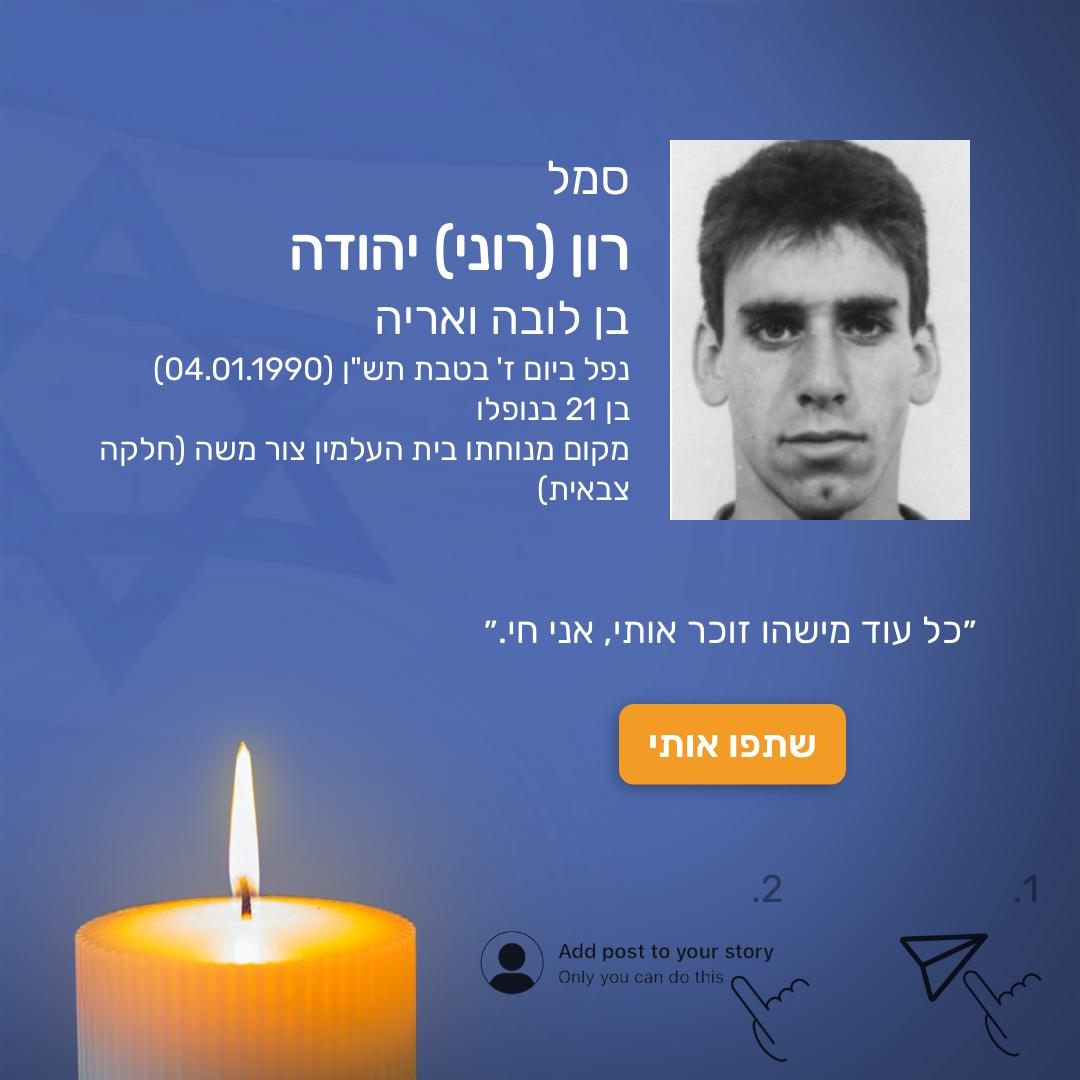 סמל
רון (רוני) יהודה
בן לובה ואריה
נפל ביום ז' בטבת תש"ן (04.01.1990)
בן 21 בנופלו
מקום מנוחתו בית העלמין צור משה (חלקה
צבאית)
״כל עוד מישהו זוכר אותי, אני חי.״
שתפו אותי
.1
.2
Add post to your story
Only you can do this